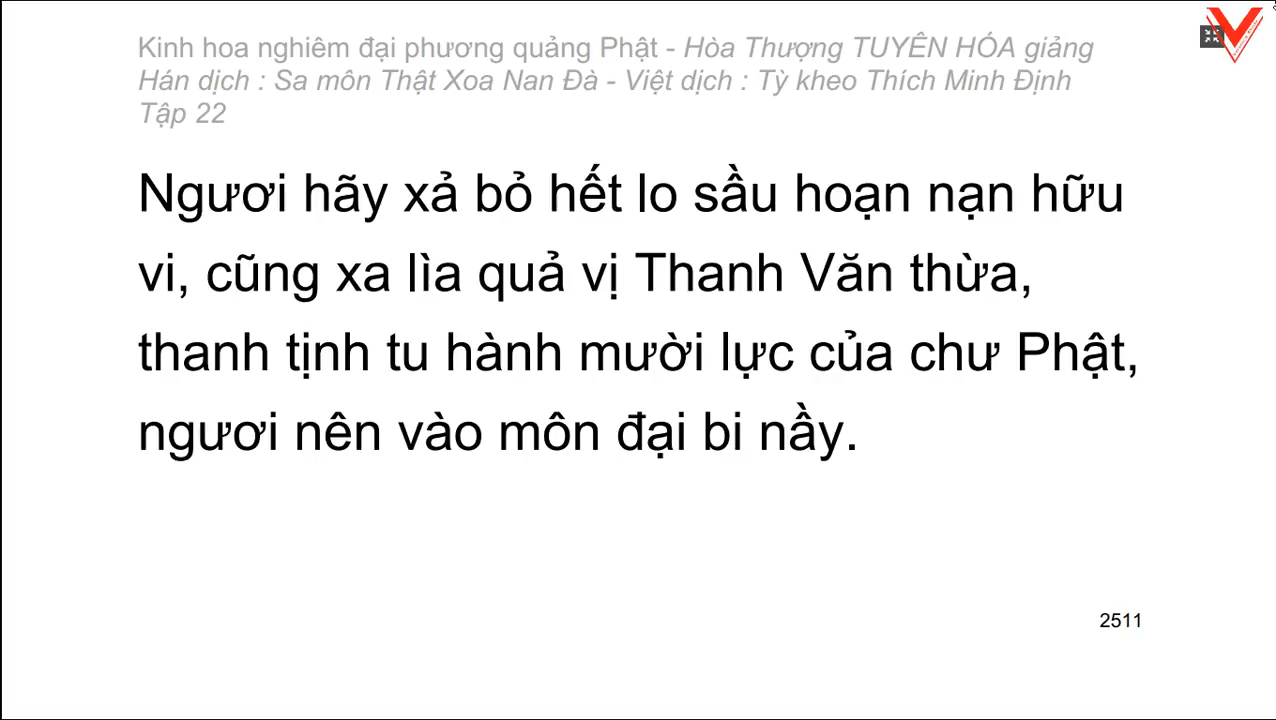 Kinh hoa nghiêm đại phương quảng Phật - Hòa Thượng TUYÊN HÓA giảng
Hán dịch : Sa môn Thật Xoa Nan Đà - Việt dịch : Tỳ kheo Thích Minh Định
Tập 22
Ngươi hãy xả bỏ hết lo sầu hoạn nạn hữu
vi, cũng xa lìa quả vị Thanh Văn thừa,
thanh tịnh tu hành mười lực của chư Phật,
ngươi nên vào môn đại bi nầy.
2511